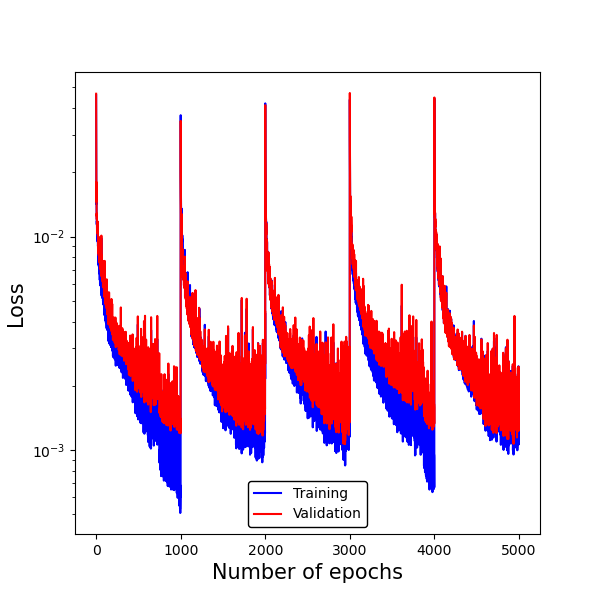 Loss
10⁻²
10⁻³
Training
Validation
0 1000 2000 3000 4000 5000
Number of epochs